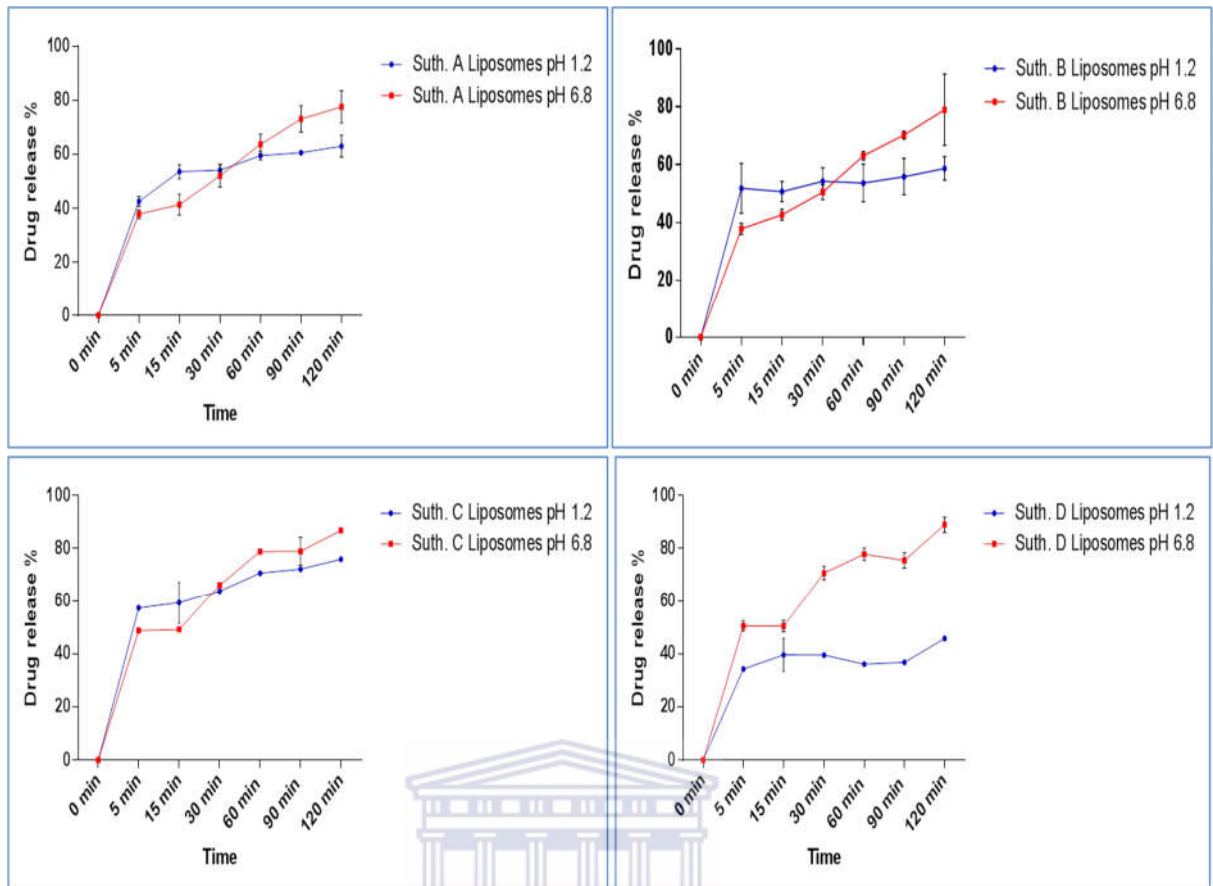 100
80
60
40
20
0
Drug release %
Suth. A Liposomes pH 1.2
Suth. A Liposomes pH 6.8
0 min
5 min
15 min
30 min
60 min
90 min
120 min
Time
100
80
60
40
20
0
Drug release %
Suth. B Liposomes pH 1.2
Suth. B Liposomes pH 6.8
0 min
5 min
15 min
30 min
60 min
90 min
120 min
100
80
60
40
20
0
Drug release %
Suth. C Liposomes pH 1.2
Suth. C Liposomes pH 6.8
0 min
5 min
15 min
30 min
60 min
90 min
120 min
Time
100
80
60
40
20
0
Drug release %
Suth. D Liposomes pH 1.2
Suth. D Liposomes pH 6.8
0 min
5 min
15 min
30 min
60 min
90 min
120 min
Time